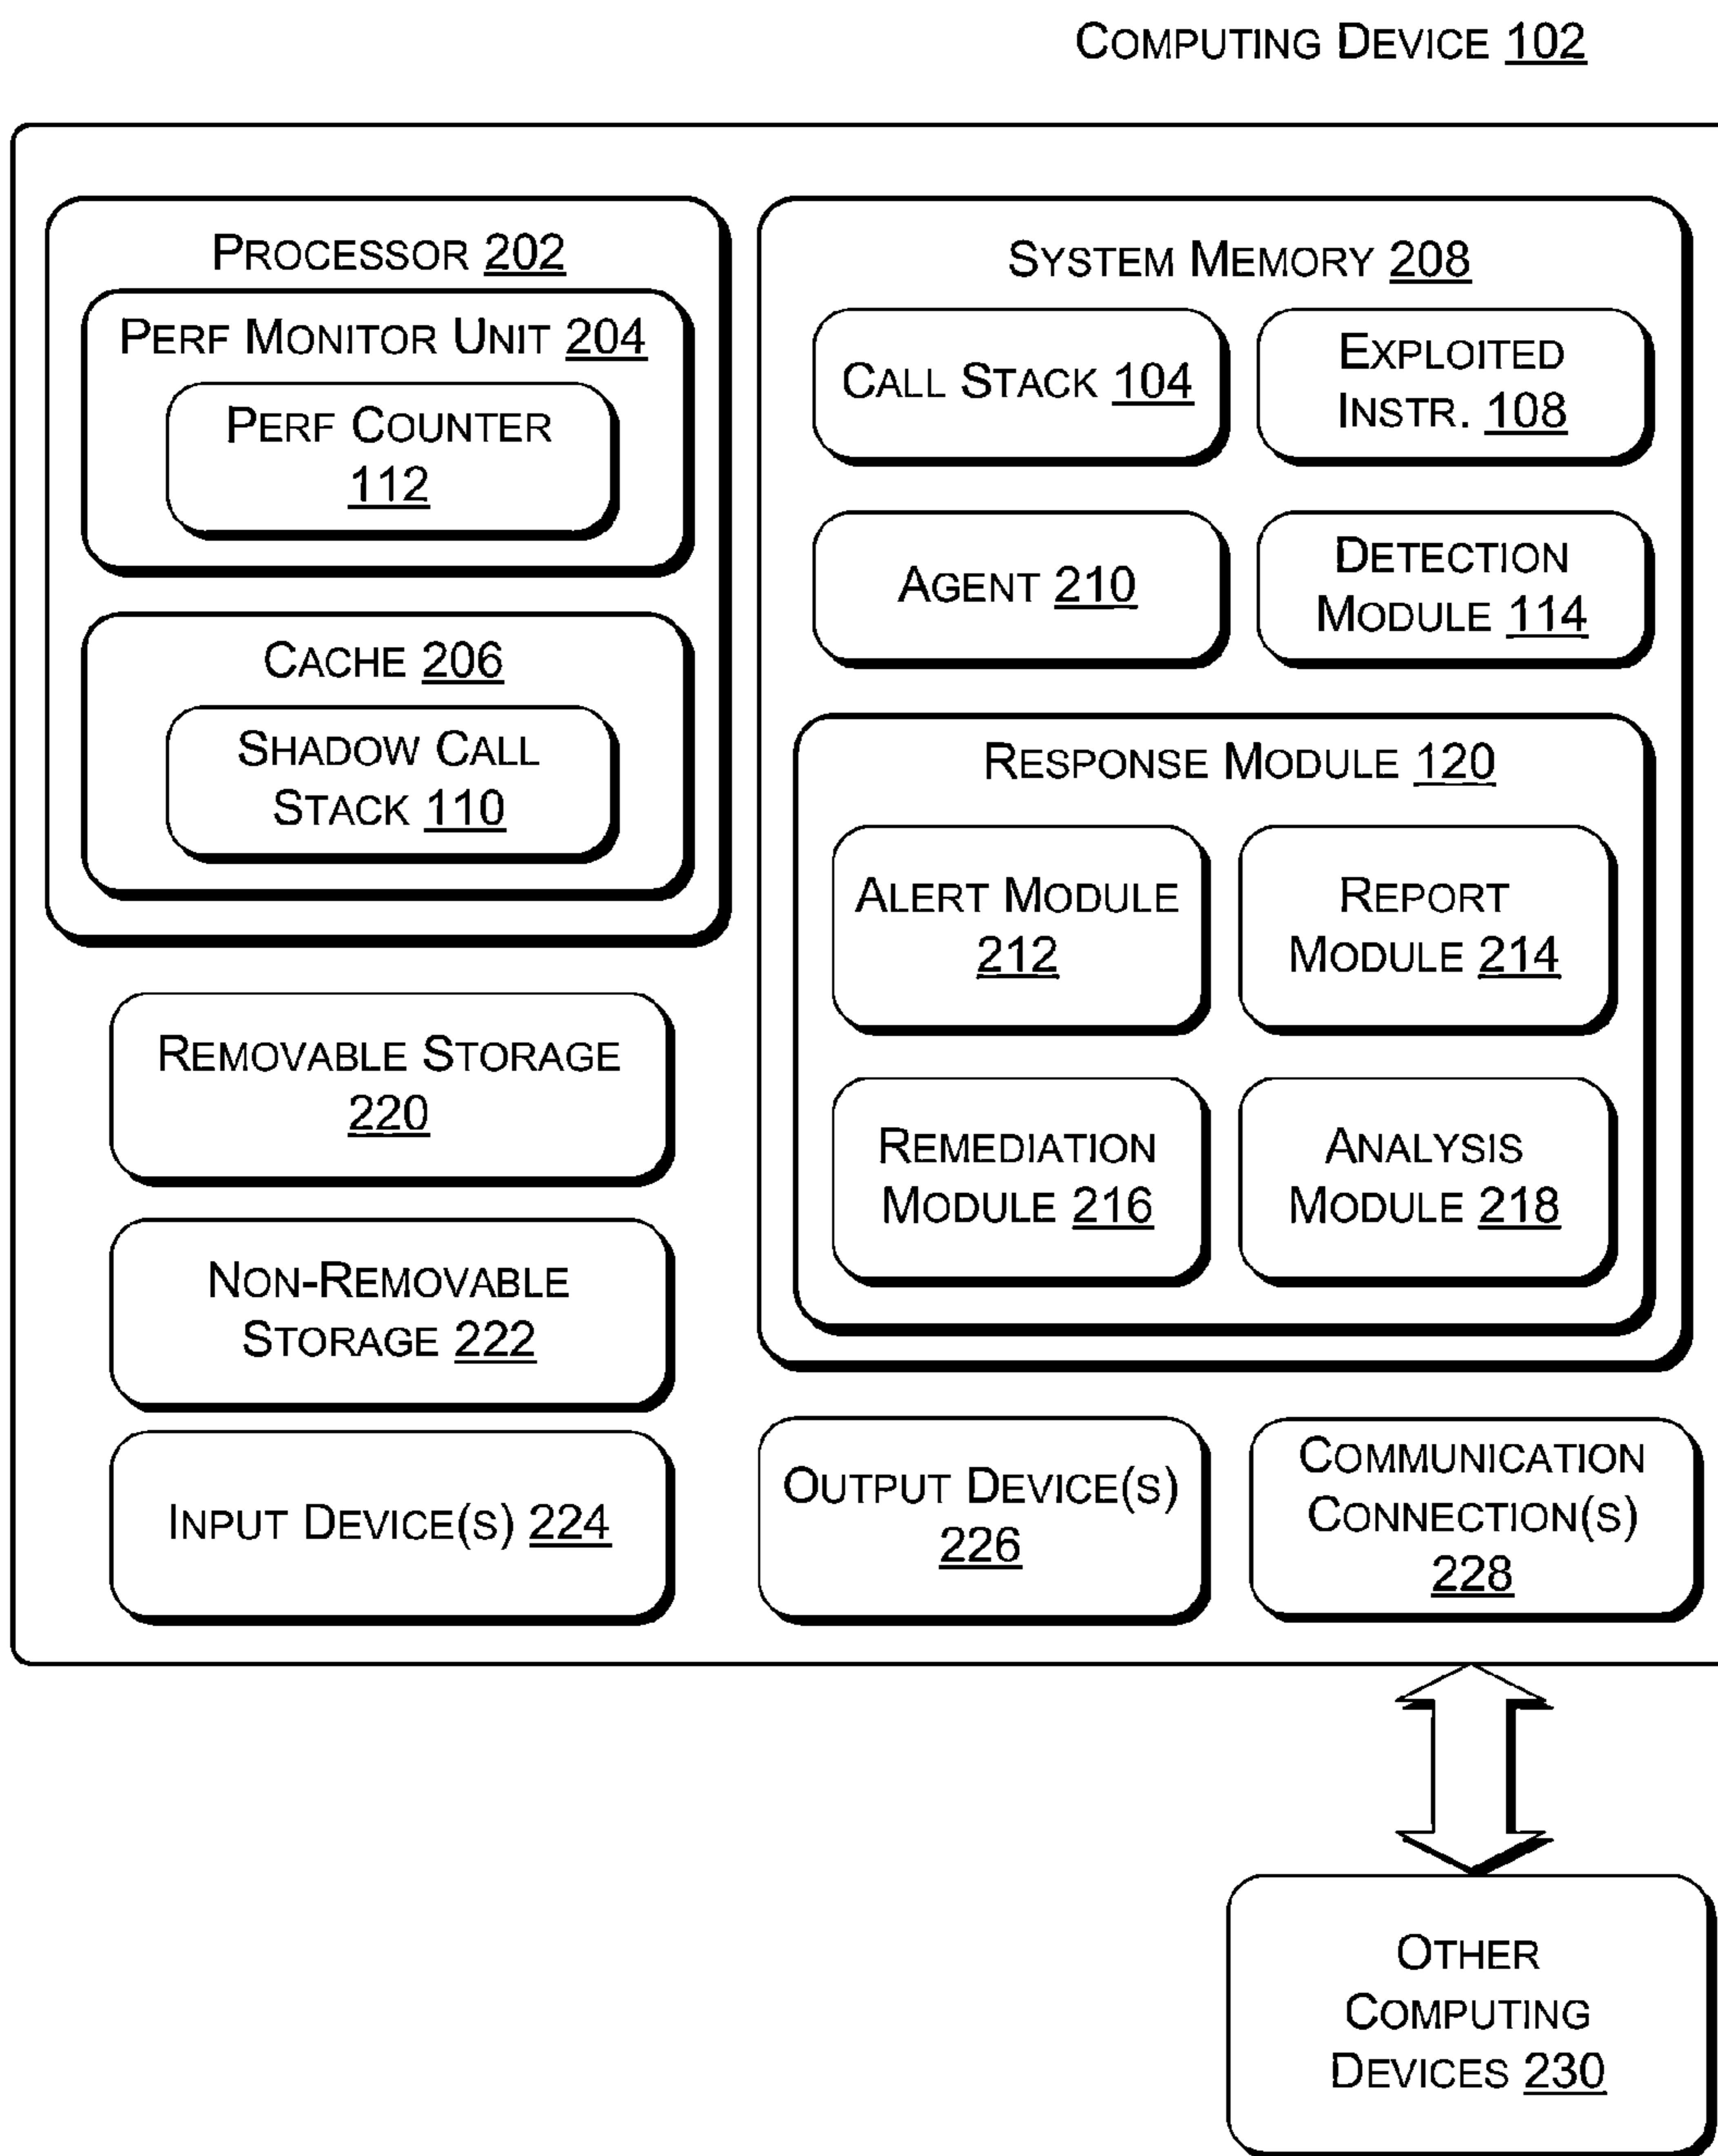 COMPUTING DEVICE 102
PROCESSOR 202
PERF MONITOR UNIT 204
PERF COUNTER
112
CACHE 206
SHADOW CALL
STACK 110
REMOVABLE STORAGE
220
NON-REMOVABLE
STORAGE 222
INPUT DEVICE(S) 224
SYSTEM MEMORY 208
CALL STACK 104
EXPLOITED
INSTR. 108
AGENT 210
DETECTION
MODULE 114
RESPONSE MODULE 120
ALERT MODULE
212
REPORT
MODULE 214
REMEDIATION
MODULE 216
ANALYSIS
MODULE 218
OUTPUT DEVICE(S)
226
COMMUNICATION
CONNECTION(S)
228
OTHER
COMPUTING
DEVICES 230